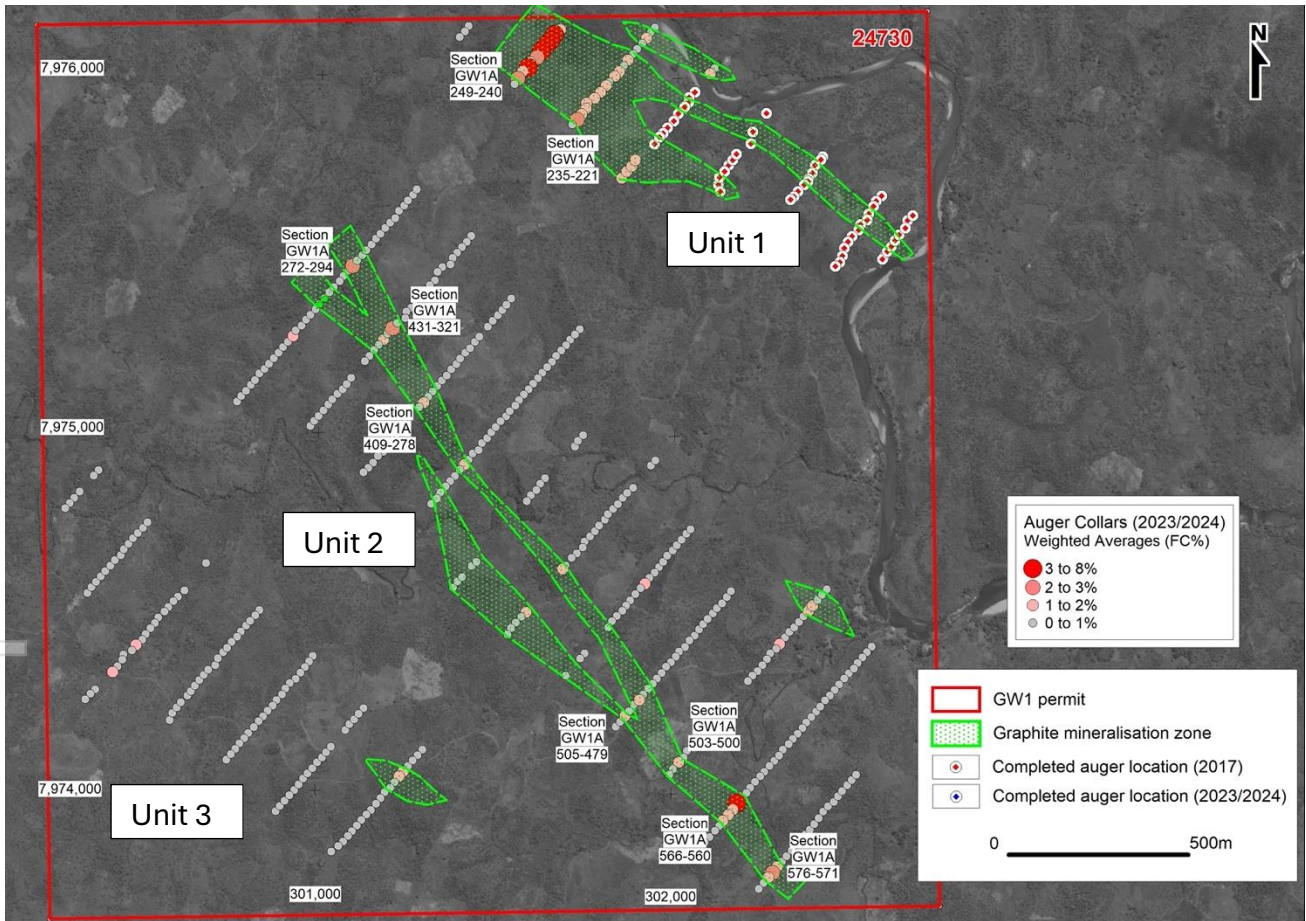 24730
N
7,976,000
Section
GW1A
249-240
Section
GW1A
235-221
Unit 1
Section
GW1A
272-294
Section
GW1A
431-321
Section
GW1A
409-278
7,975,000
Unit 2
Auger Collars (2023/2024)
Weighted Averages (FC%)
3 to 8%
2 to 3%
1 to 2%
0 to 1%
GW1 permit
Graphite mineralisation zone
Completed auger location (2017)
Completed auger location (2023/2024)
0 500m
Section
GW1A
505-479
Section
GW1A
503-500
7,974,000
Unit 3
Section
GW1A
566-560
Section
GW1A
576-571
301,000
302,000